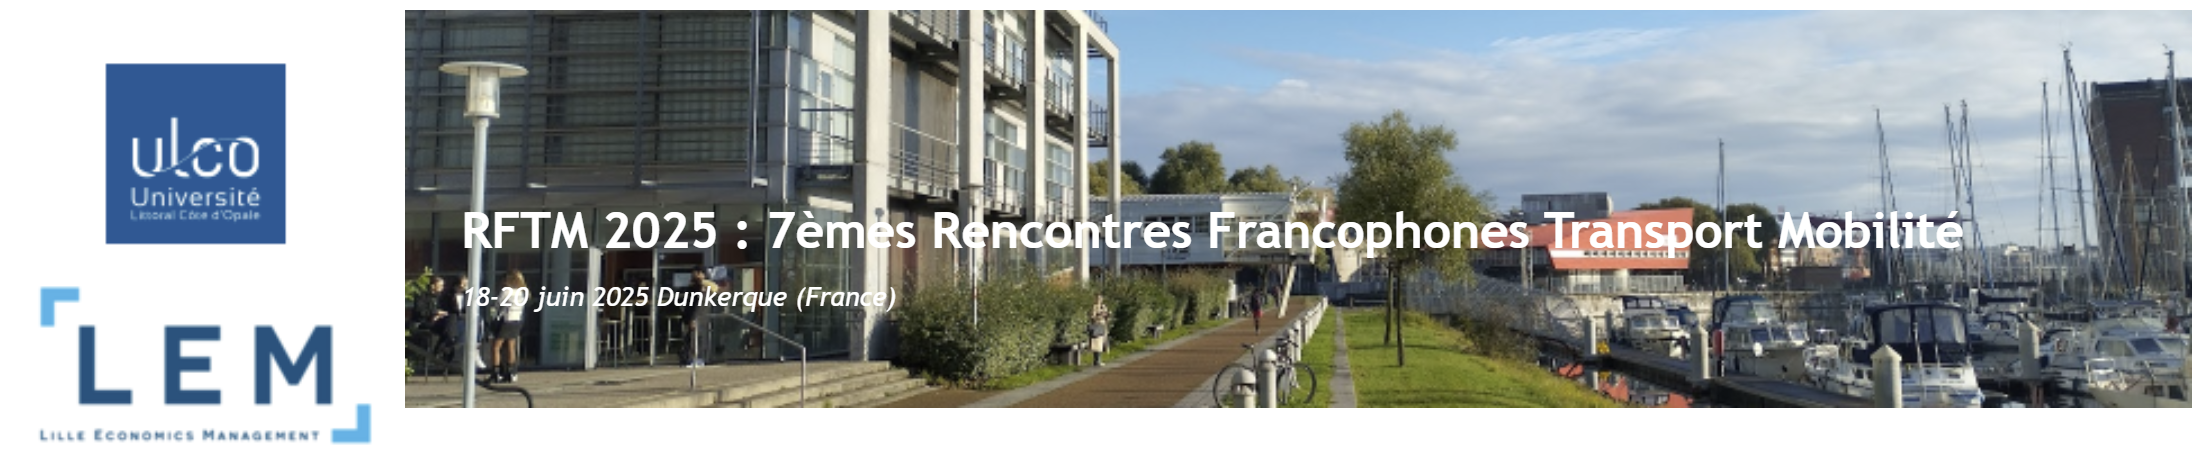 ulco
Université
Littoral Côte d'Opale
LEM
LILLE ECONOMICS MANAGEMENT
RFTM 2025 : 7èmes Rencontres Francophones Transport Mobilité
18-20 juin 2025 Dunkerque (France)